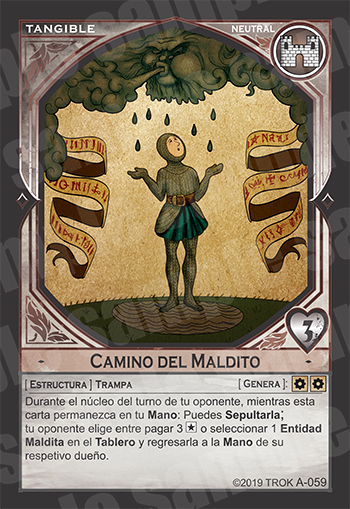 TANGIBLE
NEUTRAL
3
CAMINO DEL MALDITO
[ ESTRUCTURA ] TRAMPA
[ GENERA ]:
Durante el núcleo del turno de tu oponente, mientras esta
carta permanezca en tu Mano: Puedes Sepultarla;
tu oponente elige entre pagar 3 ★ o seleccionar 1 Entidad
Maldita en el Tablero y regresarla a la Mano de su
respetivo dueño.
©2019 TROK A-059